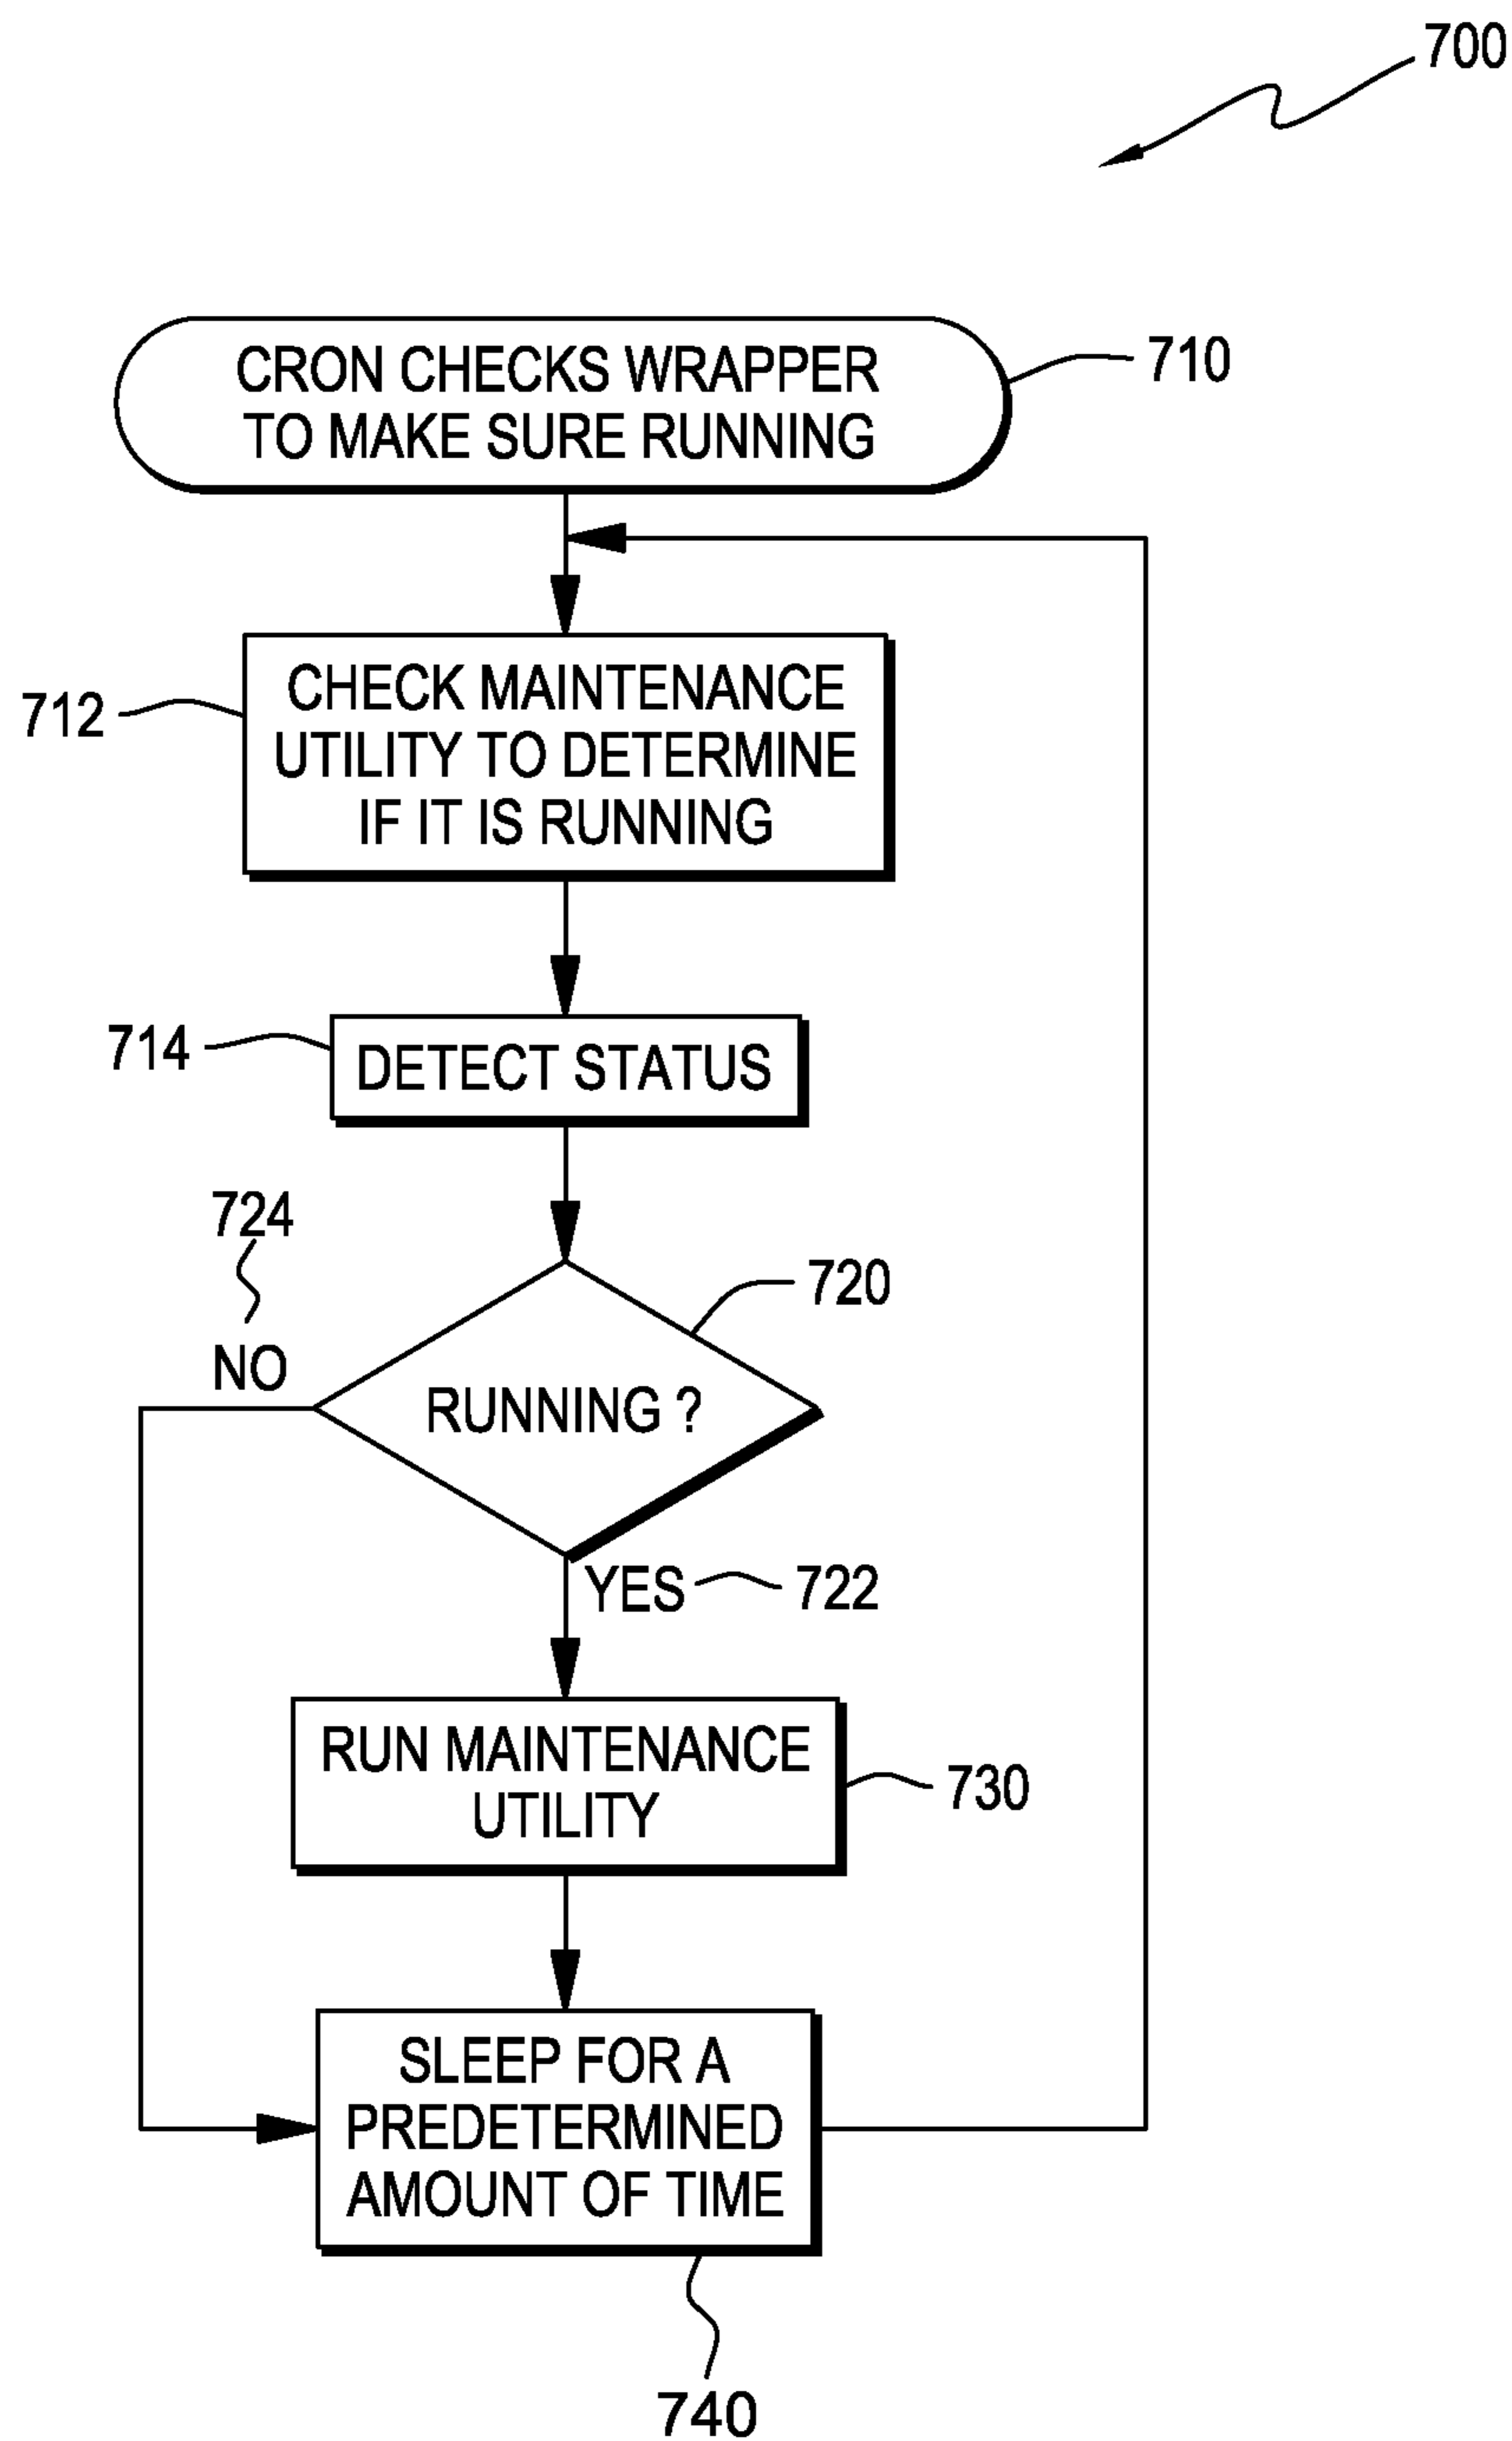 700
CRON CHECKS WRAPPER
TO MAKE SURE RUNNING
710
712
CHECK MAINTENANCE
UTILITY TO DETERMINE
IF IT IS RUNNING
714
DETECT STATUS
724
NO
720
RUNNING ?
YES
722
RUN MAINTENANCE
UTILITY
730
SLEEP FOR A
PREDETERMINED
AMOUNT OF TIME
740